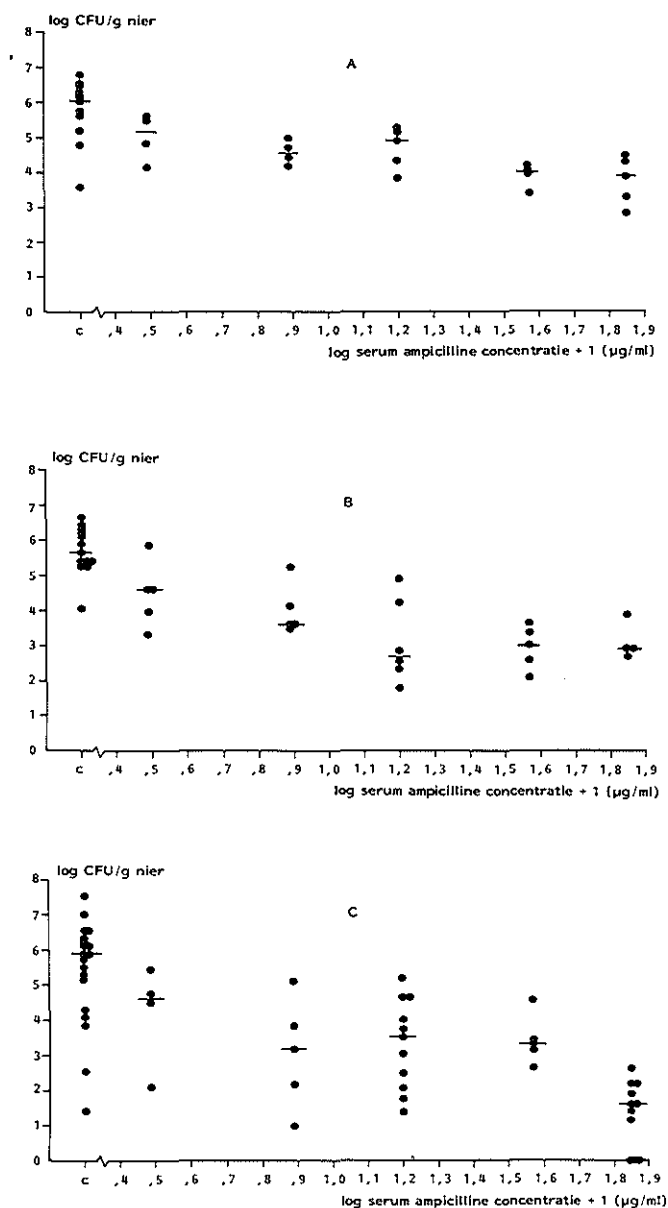 log CFU/g nier
A
8
7
6
5
4
3
2
1
0
c ,4 ,5 ,6 ,7 ,8 ,9 1,0 1,1 1,2 1,3 1,4 1,5 1,6 1,7 1,8 1,9
log serum ampicilline concentratie + 1 (µg/ml)
log CFU/g nier
B
8
7
6
5
4
3
2
1
0
c ,4 ,5 ,6 ,7 ,8 ,9 1,0 1,1 1,2 1,3 1,4 1,5 1,6 1,7 1,8 1,9
log serum ampicilline concentratie + 1 (µg/ml)
log CFU/g nier
C
8
7
6
5
4
3
2
1
0
c ,4 ,5 ,6 ,7 ,8 ,9 1,0 1,1 1,2 1,3 1,4 1,5 1,6 1,7 1,8 1,9
log serum ampicilline concentratie + 1 (µg/ml)